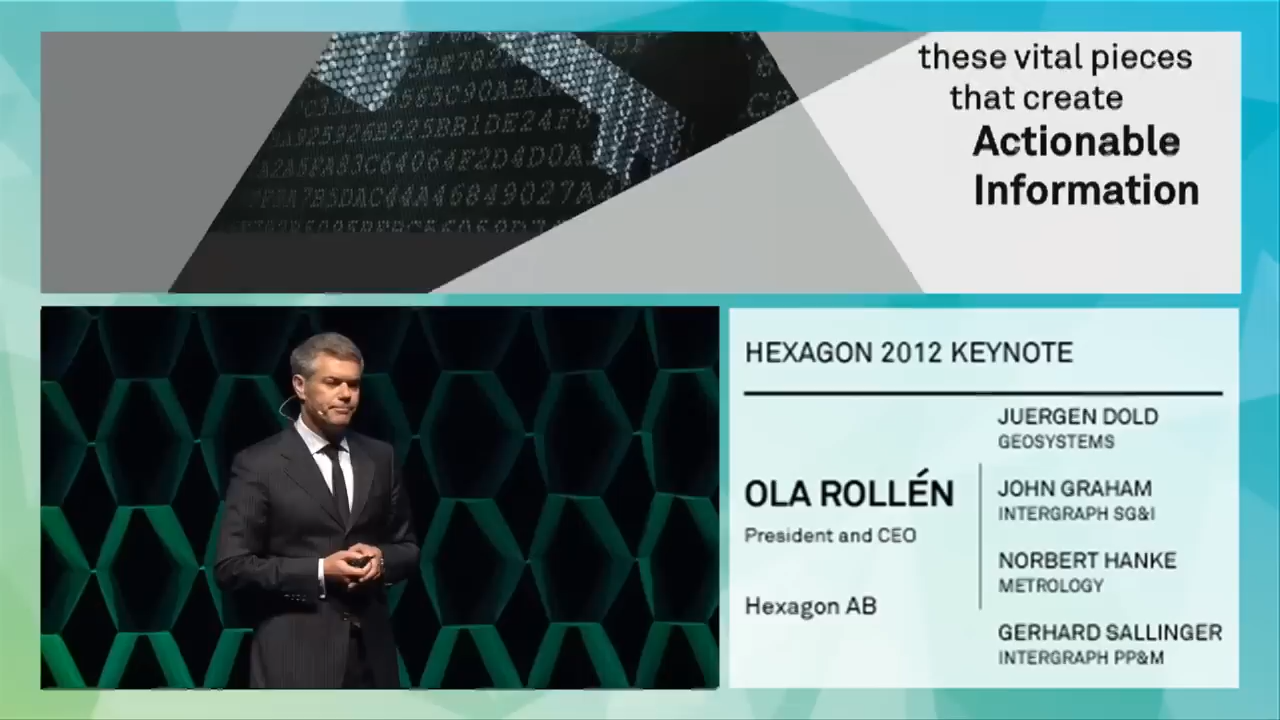 these vital pieces
that create
Actionable
Information
HEXAGON 2012 KEYNOTE
OLA ROLLÉN
President and CEO
Hexagon AB
JUERGEN DOLD
GEOSYSTEMS
JOHN GRAHAM
INTERGRAPH SG&I
NORBERT HANKE
METROLOGY
GERHARD SALLINGER
INTERGRAPH PP&M